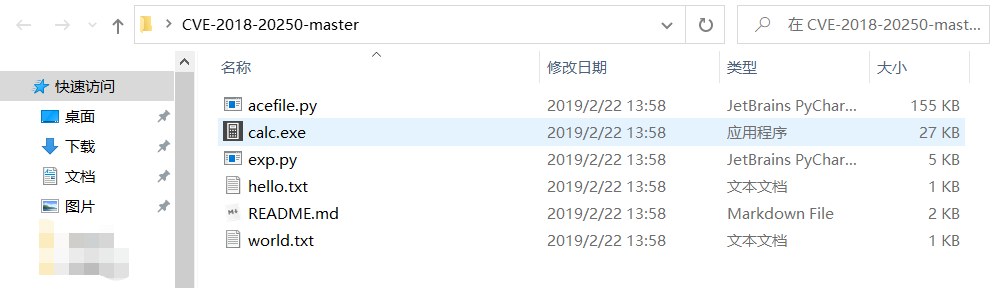 CVE-2018-20250-master
在 CVE-2018-20250-mast...
快速访问
桌面
下载
文档
图片
名称 修改日期 类型 大小
acefile.py 2019/2/22 13:58 JetBrains PyChar... 155 KB
calc.exe 2019/2/22 13:58 应用程序 27 KB
exp.py 2019/2/22 13:58 JetBrains PyChar... 5 KB
hello.txt 2019/2/22 13:58 文本文档 1 KB
README.md 2019/2/22 13:58 Markdown File 2 KB
world.txt 2019/2/22 13:58 文本文档 1 KB